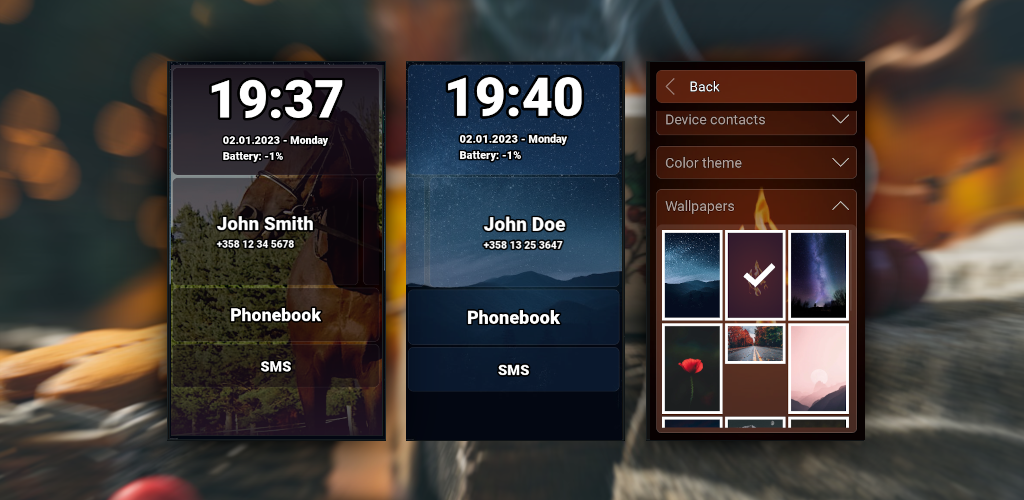 19:37
02.01.2023 - Monday
Battery: -1%
John Smith
+358 12 34 5678
Phonebook
SMS
19:40
02.01.2023 - Monday
Battery: -1%
John Doe
+358 13 25 3647
Phonebook
SMS
Back
Device contacts
Color theme
Wallpapers